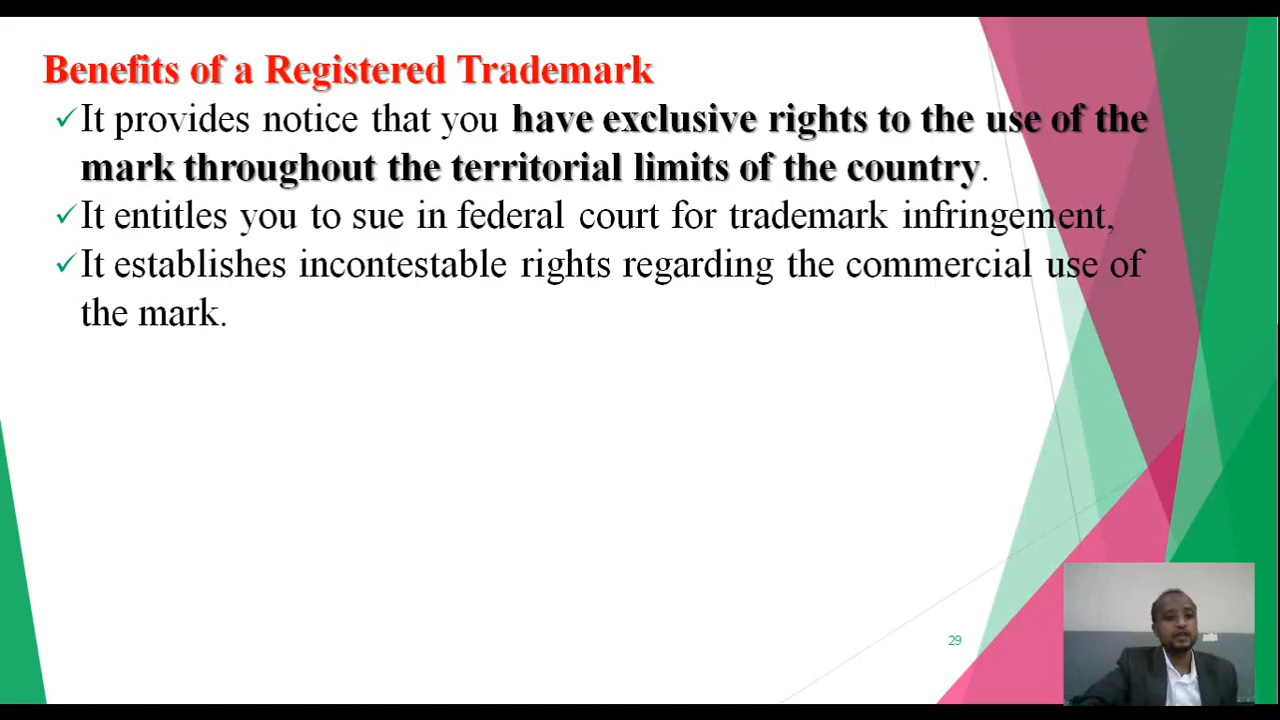 Benefits of a Registered Trademark
✓It provides notice that you have exclusive rights to the use of the
mark throughout the territorial limits of the country.
✓It entitles you to sue in federal court for trademark infringement,
✓It establishes incontestable rights regarding the commercial use of
the mark.
29